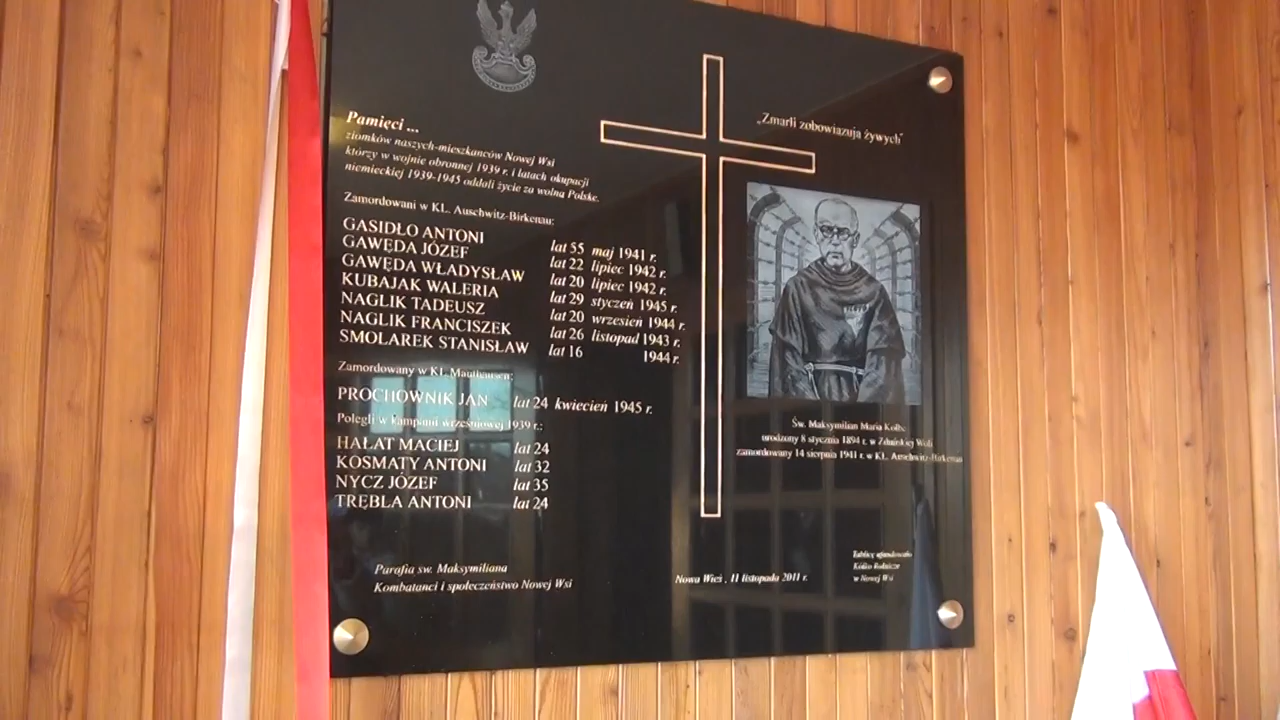 Pamięci ...
ziomków naszych-mieszkańców Nowej Wsi
którzy w wojnie obronnej 1939 r. i latach okupacji
niemieckiej 1939-1945 oddali życie za wolną Polskę.
Zamordowani w KL. Auschwitz-Birkenau:
GASIDŁO ANTONI lat 55 maj 1941 r.
GAWĘDA JÓZEF lat 22 lipiec 1942 r.
GAWĘDA WŁADYSŁAW lat 20 lipiec 1942 r.
KUBAJAK WALERIA lat 29 styczeń 1945 r.
NAGLIK TADEUSZ lat 20 wrzesień 1944 r.
NAGLIK FRANCISZEK lat 26 listopad 1943 r.
SMOLAREK STANISŁAW lat 16 1944 r.
Zamordowany w KL Mauthausen:
PROCHOWNIK JAN lat 24 kwiecień 1945 r.
Polegli w kampanii wrześniowej 1939 r.:
HAŁAT MACIEJ lat 24
KOSMATY ANTONI lat 32
NYCZ JÓZEF lat 35
TRĘBLA ANTONI lat 24
Parafia św. Maksymiliana
Kombatanci i społeczeństwo Nowej Wsi
„Zmarli zobowiązują żywych"
Św. Maksymilian Maria Kolbe
urodzony 8 stycznia 1894 r. w Zduńskiej Woli
zamordowany 14 sierpnia 1941 r. w KL. Auschwitz-Birkenau
Nowa Wieś , 11 listopada 2011 r.
Tablicę ufundowało
Kółko Rolnicze
w Nowej Wsi